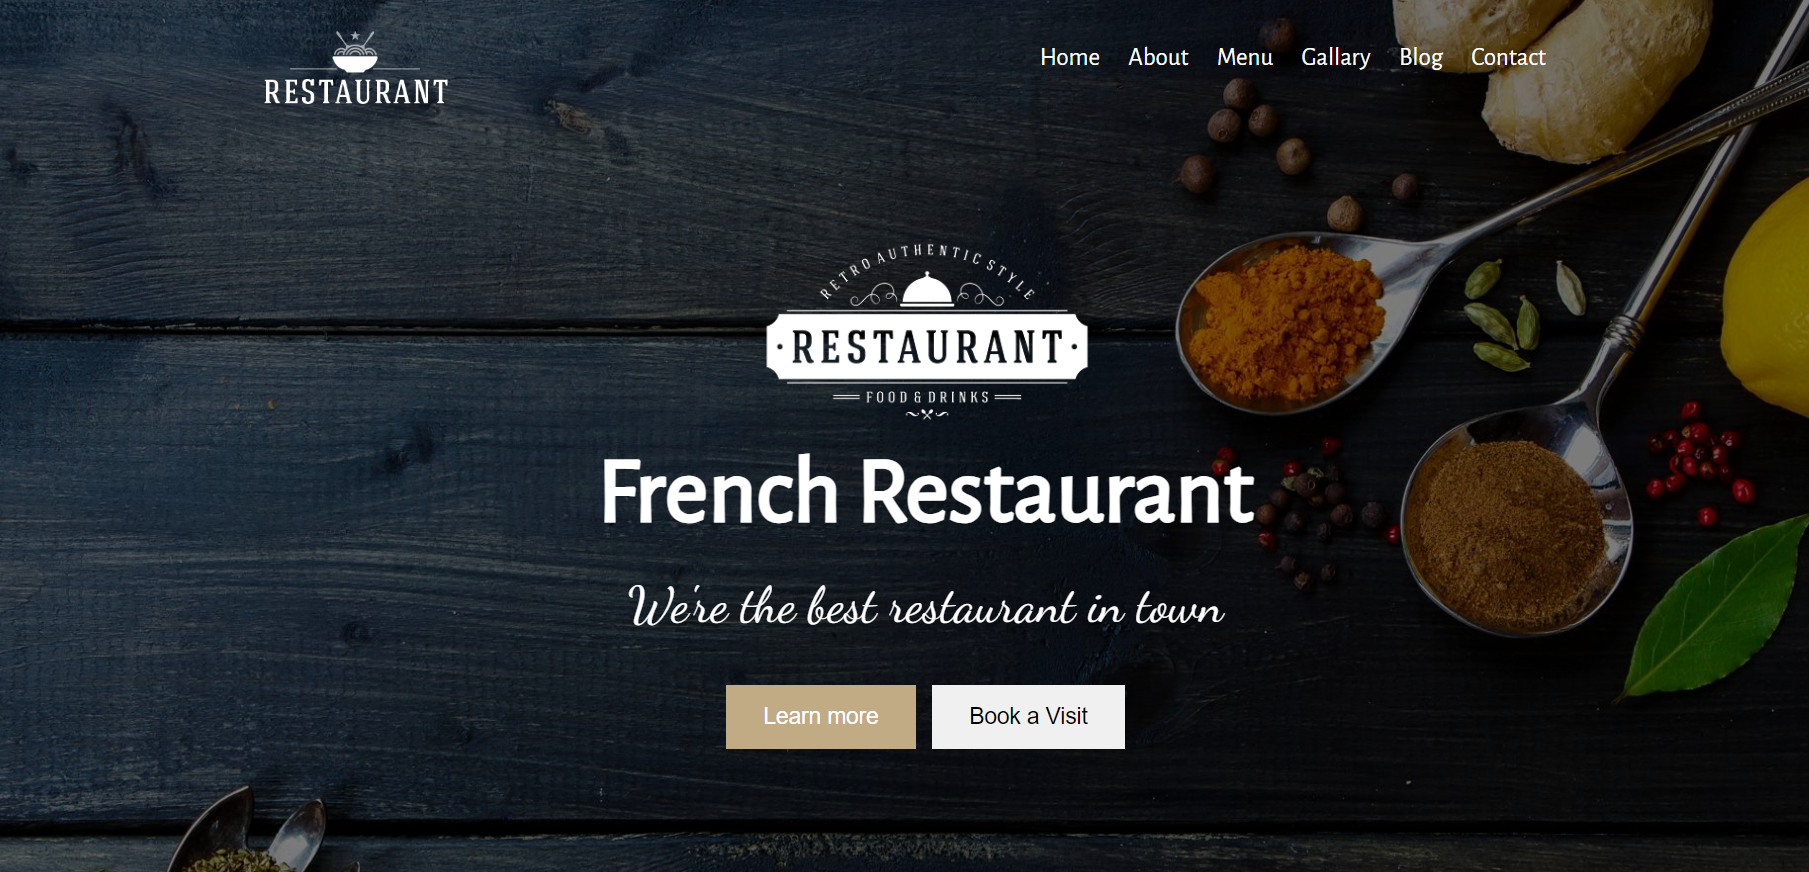 RESTAURANT
Home About Menu Gallary Blog Contact
RETRO AUTHENTIC STYLE
· RESTAURANT ·
FOOD & DRINKS
French Restaurant
We're the best restaurant in town
Learn more Book a Visit